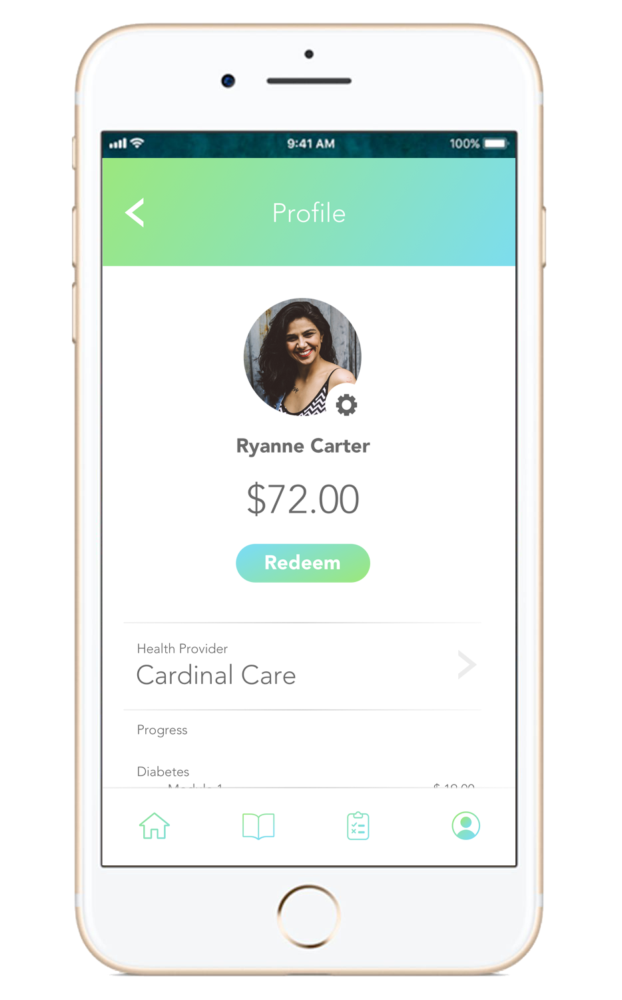 9:41 AM
100%
Profile
Ryanne Carter
$72.00
Redeem
Health Provider
Cardinal Care
Progress
Diabetes